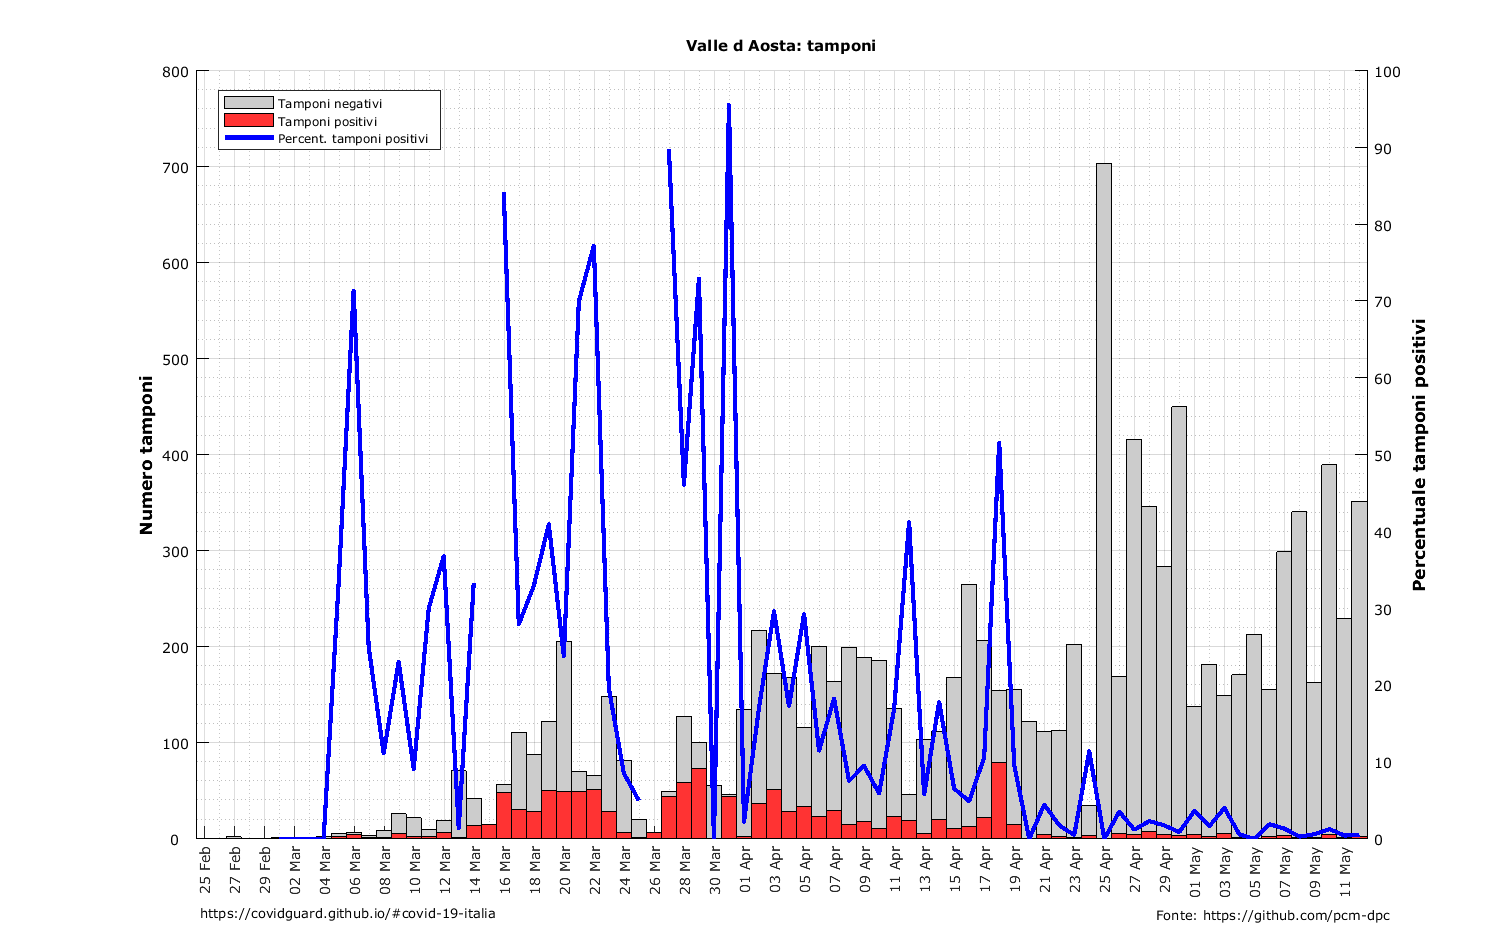 Valle d Aosta: tamponi
Tamponi negativi
Tamponi positivi
Percent. tamponi positivi
Numero tamponi
800
700
600
500
400
300
200
100
0
100
90
80
70
60
50
40
30
20
10
0
Percentuale tamponi positivi
25 Feb
27 Feb
29 Feb
02 Mar
04 Mar
06 Mar
08 Mar
10 Mar
12 Mar
14 Mar
16 Mar
18 Mar
20 Mar
22 Mar
24 Mar
26 Mar
28 Mar
30 Mar
01 Apr
03 Apr
05 Apr
07 Apr
09 Apr
11 Apr
13 Apr
15 Apr
17 Apr
19 Apr
21 Apr
23 Apr
25 Apr
27 Apr
29 Apr
01 May
03 May
05 May
07 May
09 May
11 May
https://covidguard.github.io/#covid-19-italia
Fonte: https://github.com/pcm-dpc